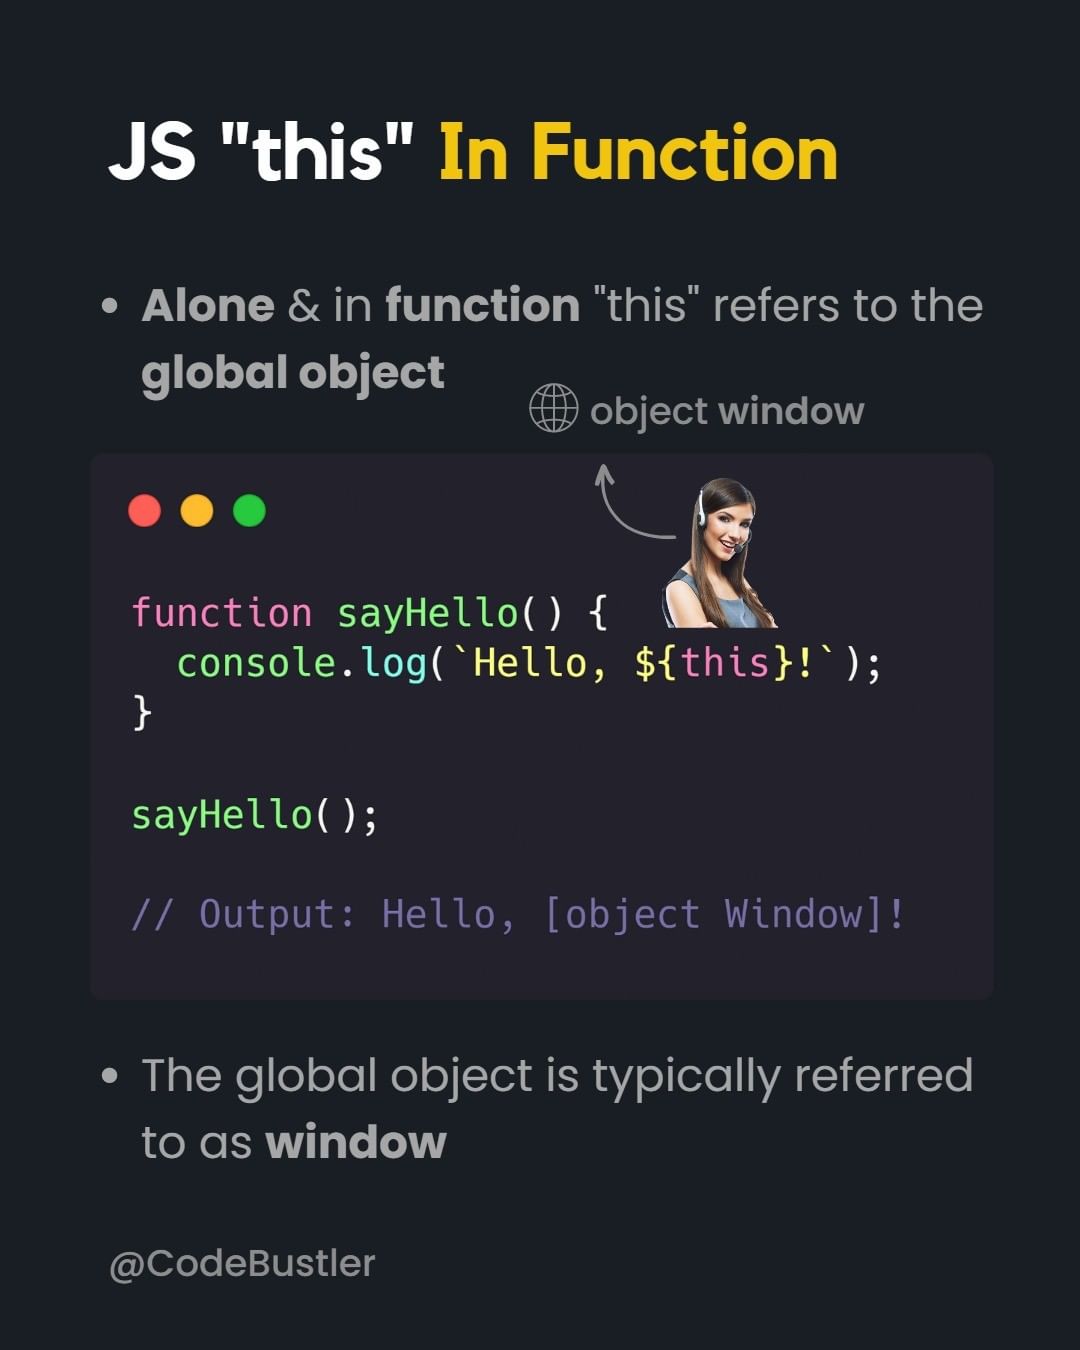 JS "this" In Function
• Alone & in function "this" refers to the
global object
object window
function sayHello() {
  console.log(`Hello, ${this}!`);
}
sayHello();
// Output: Hello, [object Window]!
• The global object is typically referred
to as window
@CodeBustler